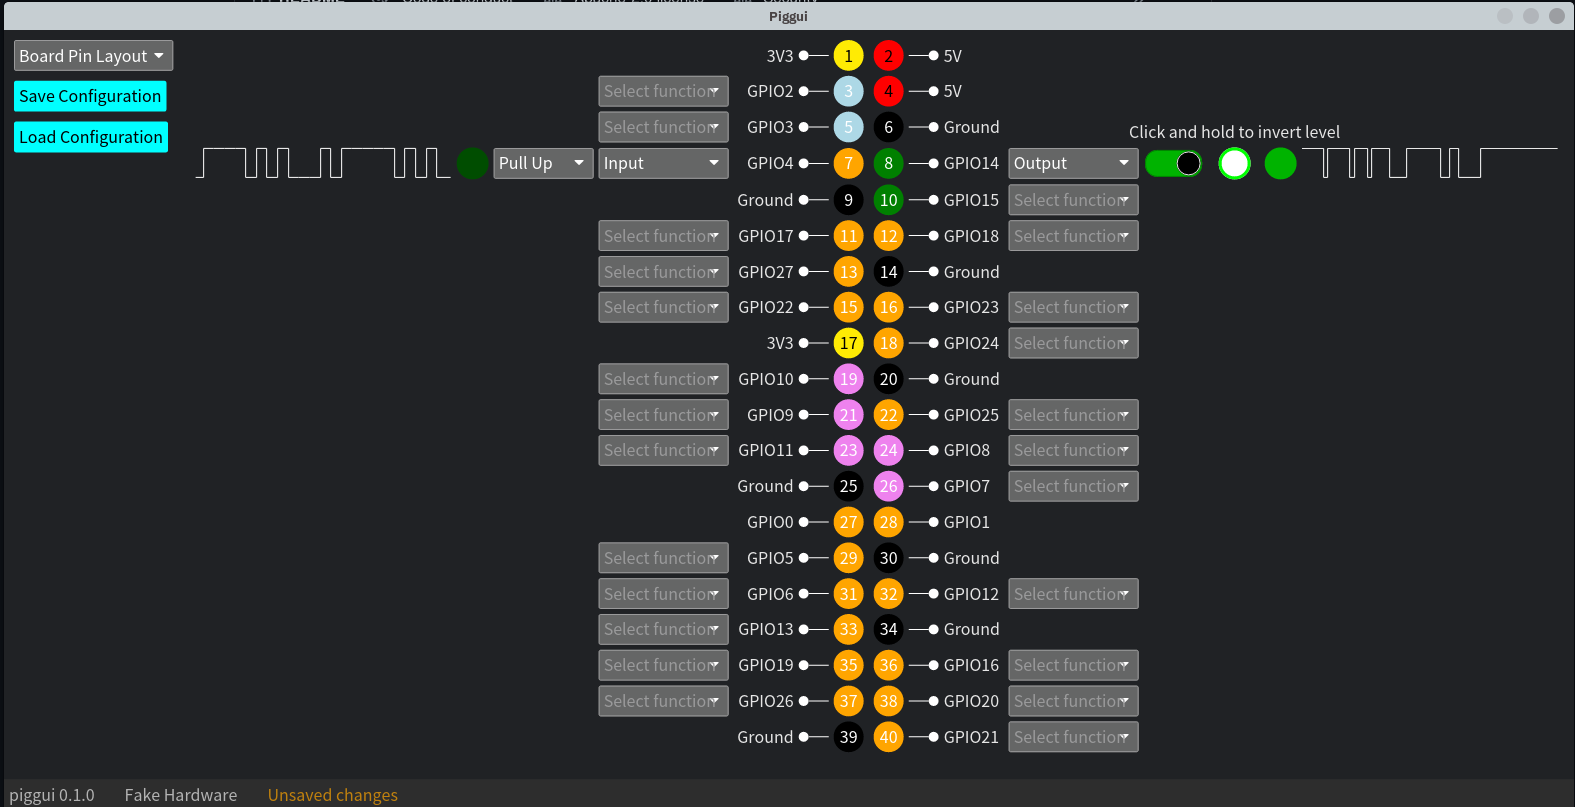 Piggui
Board Pin Layout
Save Configuration
Load Configuration
3V3 1 2 5V
Select function GPIO2 3 4 5V
Select function GPIO3 5 6 Ground
Click and hold to invert level
Pull Up Input GPIO4 7 8 GPIO14 Output
Ground 9 10 GPIO15 Select function
Select function GPIO17 11 12 GPIO18 Select function
Select function GPIO27 13 14 Ground
Select function GPIO22 15 16 GPIO23 Select function
3V3 17 18 GPIO24 Select function
Select function GPIO10 19 20 Ground
Select function GPIO9 21 22 GPIO25 Select function
Select function GPIO11 23 24 GPIO8 Select function
Ground 25 26 GPIO7 Select function
GPIO0 27 28 GPIO1
Select function GPIO5 29 30 Ground
Select function GPIO6 31 32 GPIO12 Select function
Select function GPIO13 33 34 Ground
Select function GPIO19 35 36 GPIO16 Select function
Select function GPIO26 37 38 GPIO20 Select function
Ground 39 40 GPIO21 Select function
piggui 0.1.0 Fake Hardware Unsaved changes